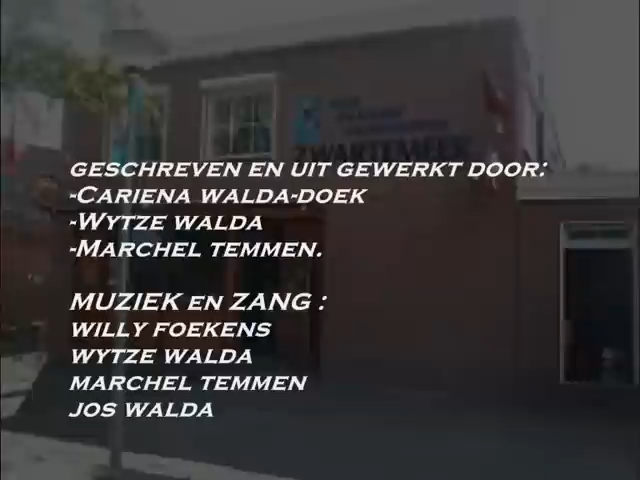 ZWARTEMEER
GESCHREVEN EN UIT GEWERKT DOOR:
-CARIENA WALDA-DOEK
-WYTZE WALDA
-MARCHEL TEMMEN.
MUZIEK EN ZANG :
WILLY FOEKENS
WYTZE WALDA
MARCHEL TEMMEN
JOS WALDA